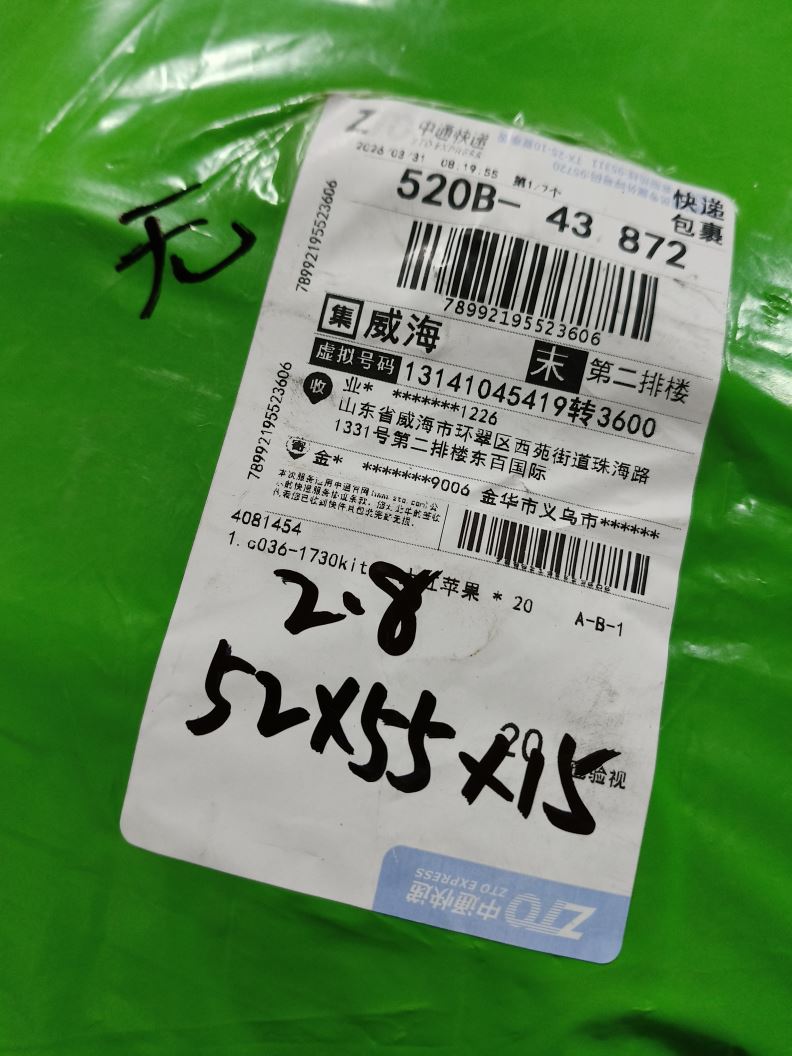 中通快递
ZTO EXPRESS
2026/03/31 08:19:55 第1/2个
快递
包裹
520B- 43 872
无
78992195523606
78992195523606
集 威海
末 第二排楼
虚拟号码 13141045419转3600
收 业* *******1226
山东省威海市环翠区西苑街道珠海路
1331号第二排楼东百国际
78992195523606
寄 金* *******9006 金华市义乌市******
4081454
1. G036-1730kit
苹果 * 20
A-B-1
2.8
52X55X15
20
验视
中通快递
ZTO EXPRESS
ZTO